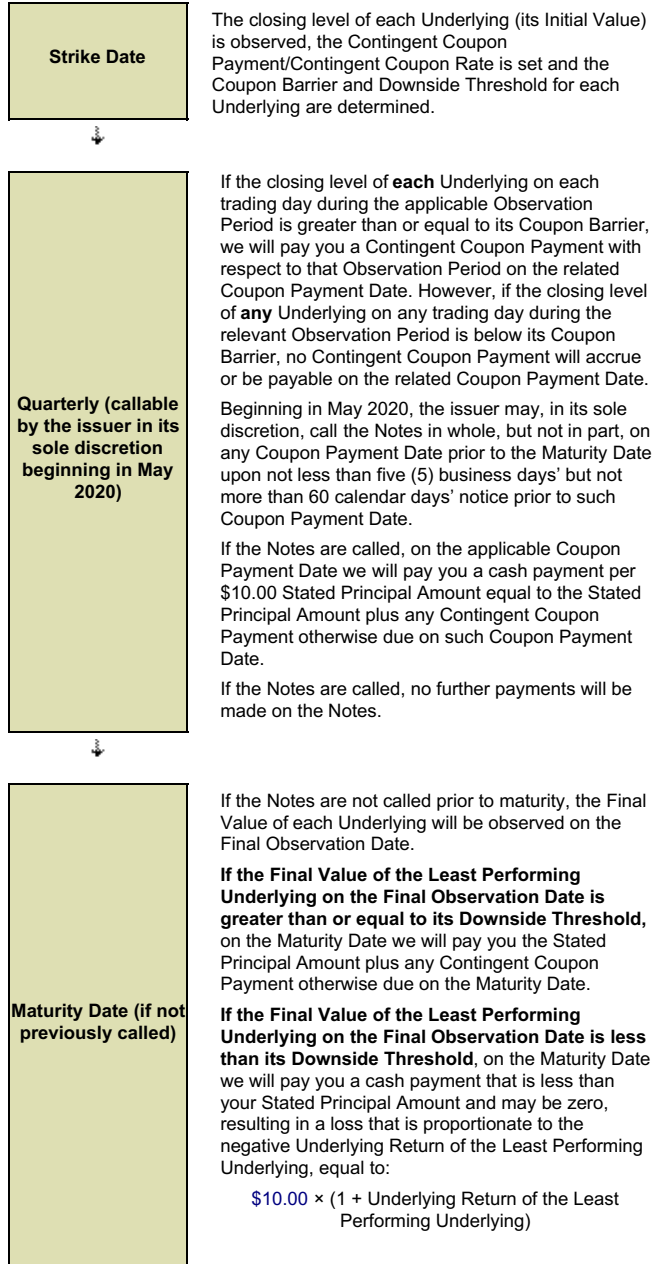 Strike Date
The closing level of each Underlying (its Initial Value)
is observed, the Contingent Coupon
Payment/Contingent Coupon Rate is set and the
Coupon Barrier and Downside Threshold for each
Underlying are determined.
Quarterly (callable
by the issuer in its
sole discretion
beginning in May
2020)
If the closing level of each Underlying on each
trading day during the applicable Observation
Period is greater than or equal to its Coupon Barrier,
we will pay you a Contingent Coupon Payment with
respect to that Observation Period on the related
Coupon Payment Date. However, if the closing level
of any Underlying on any trading day during the
relevant Observation Period is below its Coupon
Barrier, no Contingent Coupon Payment will accrue
or be payable on the related Coupon Payment Date.
Beginning in May 2020, the issuer may, in its sole
discretion, call the Notes in whole, but not in part, on
any Coupon Payment Date prior to the Maturity Date
upon not less than five (5) business days’ but not
more than 60 calendar days’ notice prior to such
Coupon Payment Date.
If the Notes are called, on the applicable Coupon
Payment Date we will pay you a cash payment per
$10.00 Stated Principal Amount equal to the Stated
Principal Amount plus any Contingent Coupon
Payment otherwise due on such Coupon Payment
Date.
If the Notes are called, no further payments will be
made on the Notes.
Maturity Date (if not
previously called)
If the Notes are not called prior to maturity, the Final
Value of each Underlying will be observed on the
Final Observation Date.
If the Final Value of the Least Performing
Underlying on the Final Observation Date is
greater than or equal to its Downside Threshold,
on the Maturity Date we will pay you the Stated
Principal Amount plus any Contingent Coupon
Payment otherwise due on the Maturity Date.
If the Final Value of the Least Performing
Underlying on the Final Observation Date is less
than its Downside Threshold, on the Maturity Date
we will pay you a cash payment that is less than
your Stated Principal Amount and may be zero,
resulting in a loss that is proportionate to the
negative Underlying Return of the Least Performing
Underlying, equal to:
$10.00 × (1 + Underlying Return of the Least
Performing Underlying)